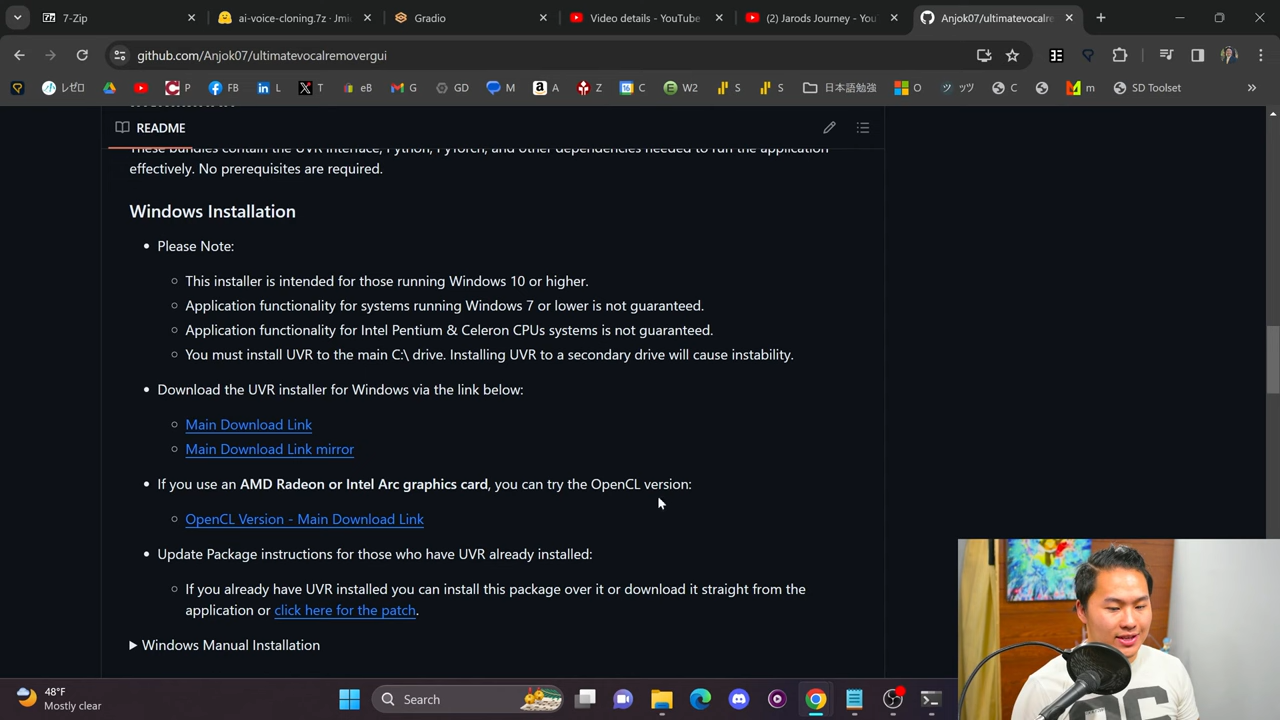 7-Zip
ai-voice-cloning.7z · Jmic
Gradio
Video details - YouTube
(2) Jarods Journey - You
Anjok07/ultimatevocalre
github.com/Anjok07/ultimatevocalremovergui
レゼロ
P
FB
L
T
eB
G
GD
M
A
Z
C
W2
S
S
日本語勉強
O
ツッツ
C
m
SD Toolset
README
These bundles contain the UVR interface, Python, PyTorch, and other dependencies needed to run the application
effectively. No prerequisites are required.
Windows Installation
Please Note:
This installer is intended for those running Windows 10 or higher.
Application functionality for systems running Windows 7 or lower is not guaranteed.
Application functionality for Intel Pentium & Celeron CPUs systems is not guaranteed.
You must install UVR to the main C:\ drive. Installing UVR to a secondary drive will cause instability.
Download the UVR installer for Windows via the link below:
Main Download Link
Main Download Link mirror
If you use an AMD Radeon or Intel Arc graphics card, you can try the OpenCL version:
OpenCL Version - Main Download Link
Update Package instructions for those who have UVR already installed:
If you already have UVR installed you can install this package over it or download it straight from the
application or click here for the patch.
Windows Manual Installation
48°F
Mostly clear
Search